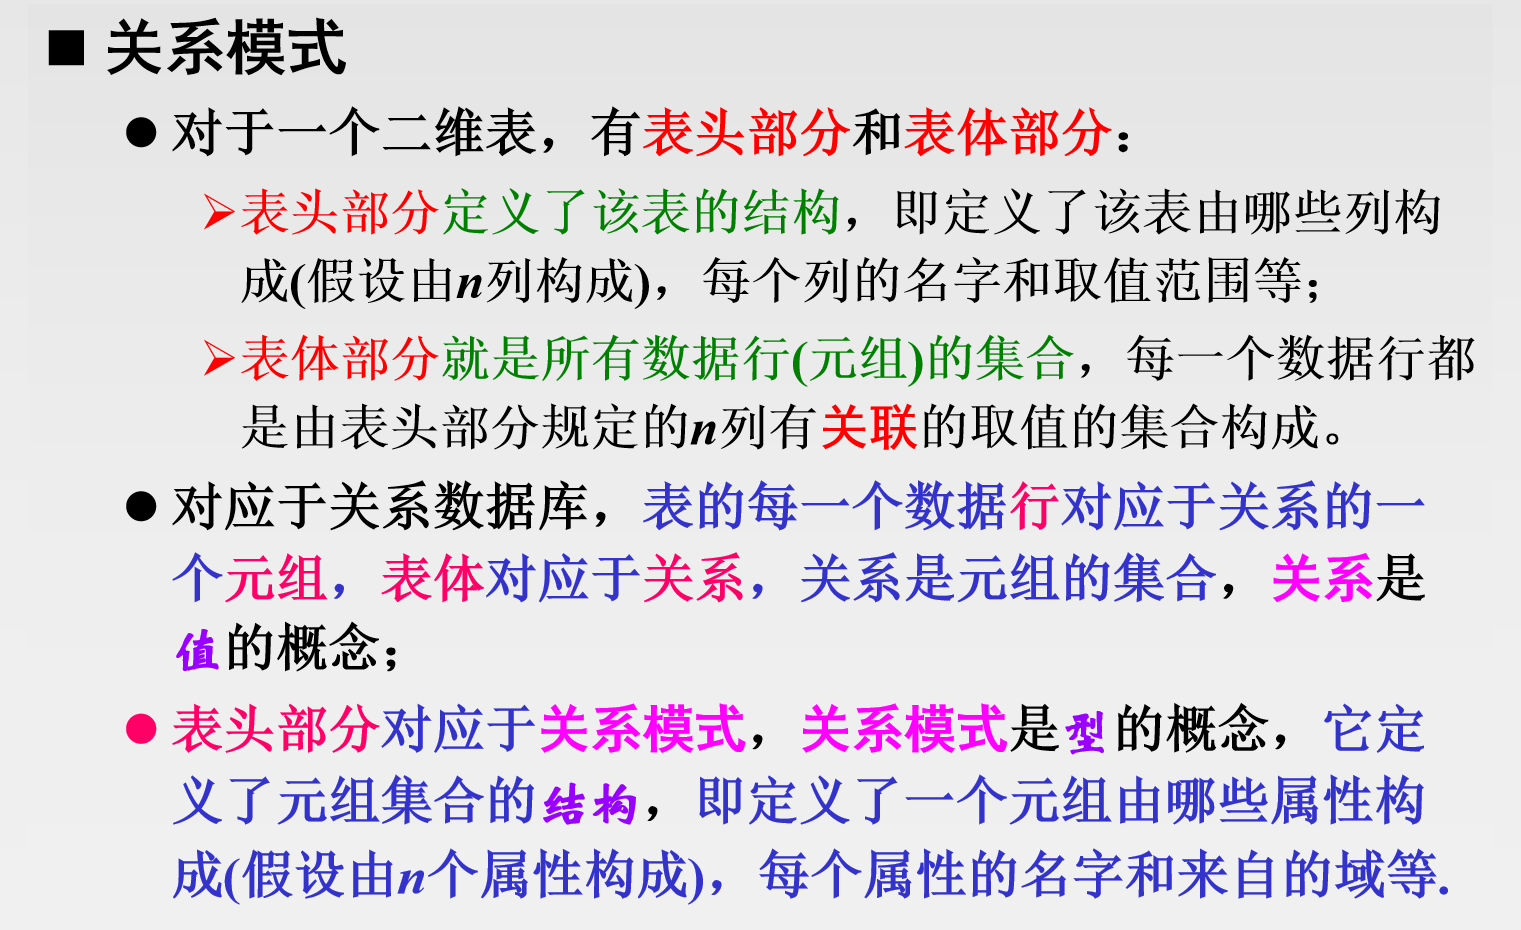 ■ 关系模式
● 对于一个二维表，有表头部分和表体部分：
➢表头部分定义了该表的结构，即定义了该表由哪些列构
成(假设由n列构成)，每个列的名字和取值范围等；
➢表体部分就是所有数据行(元组)的集合，每一个数据行都
是由表头部分规定的n列有关联的取值的集合构成。
● 对应于关系数据库，表的每一个数据行对应于关系的一
个元组，表体对应于关系，关系是元组的集合，关系是
值的概念；
● 表头部分对应于关系模式，关系模式是型的概念，它定
义了元组集合的结构，即定义了一个元组由哪些属性构
成(假设由n个属性构成)，每个属性的名字和来自的域等.